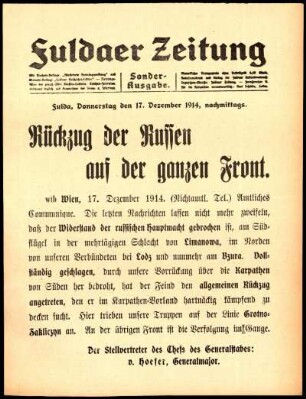 Fuldaer Zeitung
Sonder-
Ausgabe.
Fulda, Donnerstag den 17. Dezember 1914, nachmittags.
Rückzug der Russen
auf der ganzen Front.
WTB Wien, 17. Dezember 1914. (Richtamtl. Tel.) Amtliches
Communique. Die letzten Nachrichten lassen nicht mehr zweifeln,
daß der Widerstand der russischen Hauptmacht gebrochen ist, am Süd-
flügel in der mehrtägigen Schlacht von Limanowa, im Norden
von unseren Verbündeten bei Lodz und nunmehr am Bzura. Voll-
ständig geschlagen, durch unsere Vorrückung über die Karpathen
von Süden her bedroht, hat der Feind den allgemeinen Rückzug
angetreten, den er im Karpathen-Vorland hartnäckig kämpfend zu
decken sucht. Hier trieben unsere Truppen auf der Linie Grotno-
Zakliczyn an. An der übrigen Front ist die Verfolgung im Gange.
Der Stellvertreter des Chefs des Generalstabes:
v. Hoefer, Generalmajor.